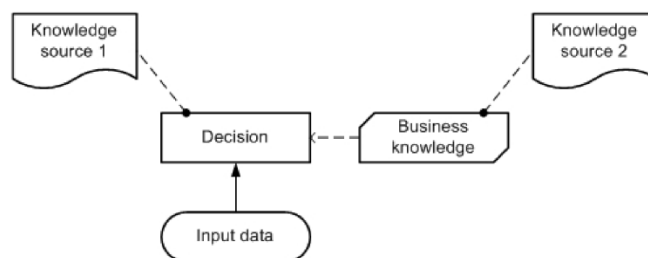 Knowledge
source 1
Knowledge
source 2
Decision
Business
knowledge
Input data